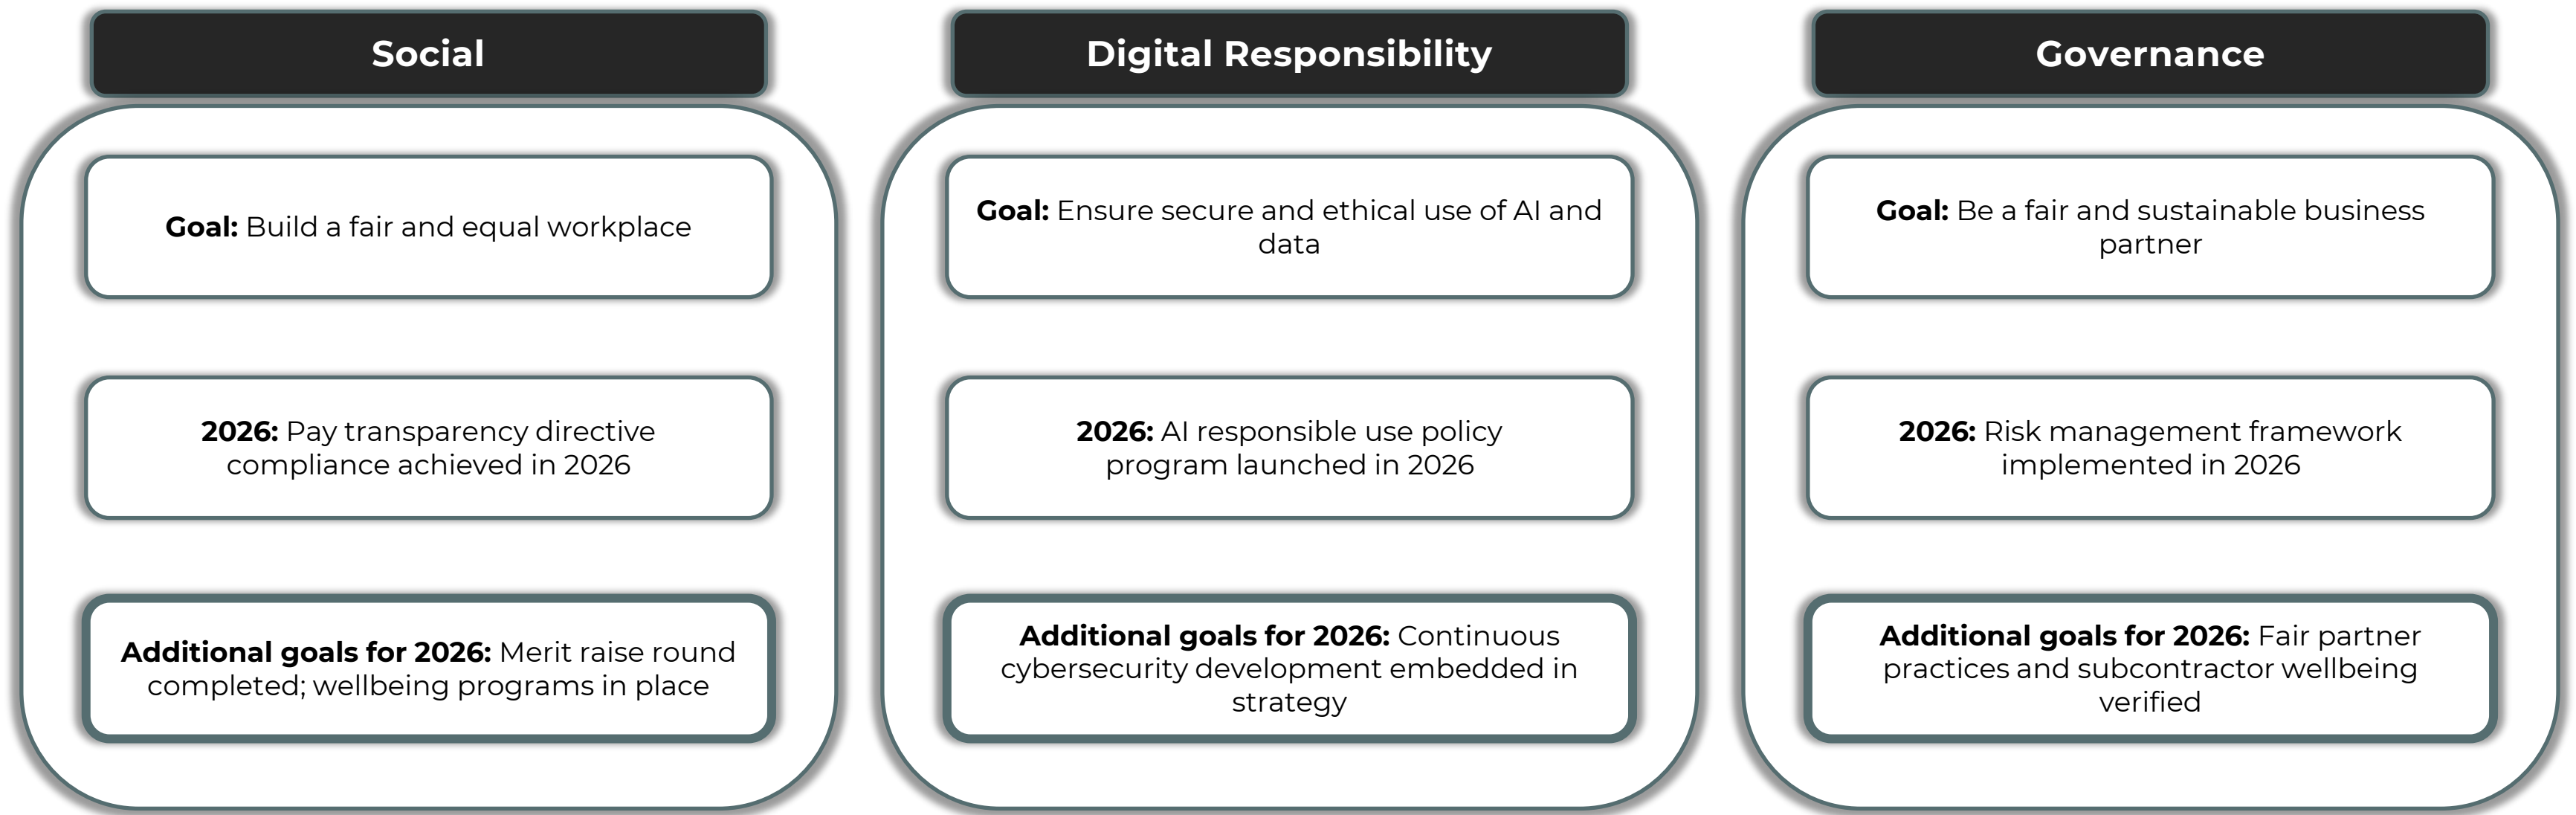 Social
Goal: Build a fair and equal workplace
2026: Pay transparency directive
compliance achieved in 2026
Additional goals for 2026: Merit raise round
completed; wellbeing programs in place
Digital Responsibility
Goal: Ensure secure and ethical use of AI and
data
2026: AI responsible use policy
program launched in 2026
Additional goals for 2026: Continuous
cybersecurity development embedded in
strategy
Governance
Goal: Be a fair and sustainable business
partner
2026: Risk management framework
implemented in 2026
Additional goals for 2026: Fair partner
practices and subcontractor wellbeing
verified